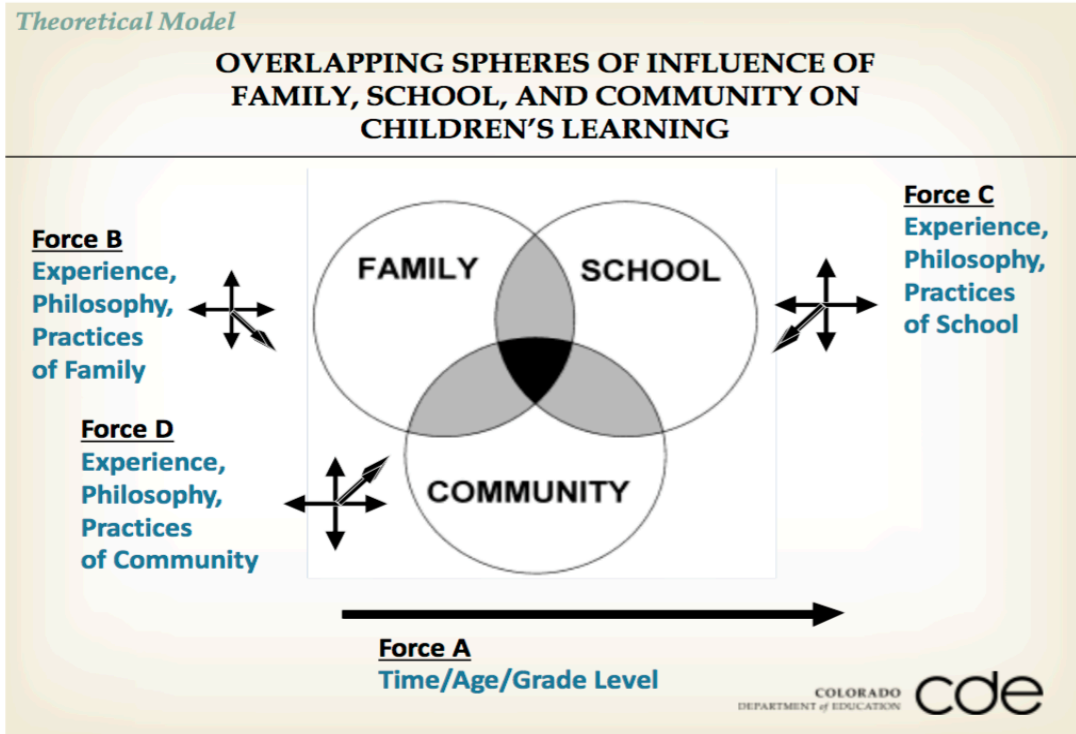 Theoretical Model
OVERLAPPING SPHERES OF INFLUENCE OF
FAMILY, SCHOOL, AND COMMUNITY ON
CHILDREN'S LEARNING
Force B
Experience,
Philosophy,
Practices
of Family
FAMILY
SCHOOL
Force C
Experience,
Philosophy,
Practices
of School
Force D
Experience,
Philosophy,
Practices
of Community
COMMUNITY
Force A
Time/Age/Grade Level
COLORADO
DEPARTMENT of EDUCATION
cde